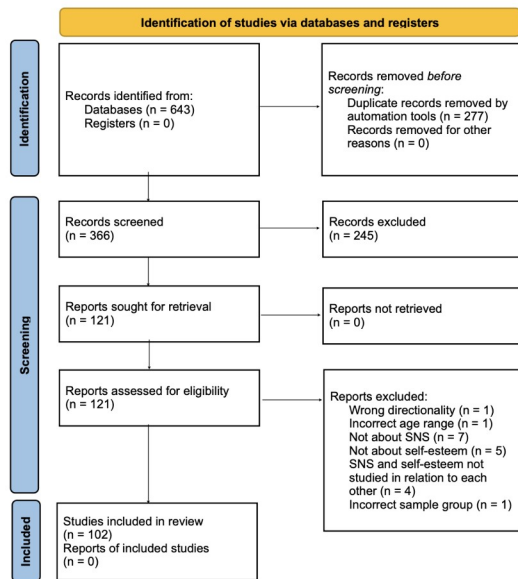 Identification of studies via databases and registers
Identification
Records identified from:
Databases (n = 643)
Registers (n = 0)
Records removed before
screening:
Duplicate records removed by
automation tools (n = 277)
Records removed for other
reasons (n = 0)
Screening
Records screened
(n = 366)
Records excluded
(n = 245)
Reports sought for retrieval
(n = 121)
Reports not retrieved
(n = 0)
Reports assessed for eligibility
(n = 121)
Reports excluded:
Wrong directionality (n = 1)
Incorrect age range (n = 1)
Not about SNS (n = 7)
Not about self-esteem (n = 5)
SNS and self-esteem not
studied in relation to each
other (n = 4)
Incorrect sample group (n = 1)
Included
Studies included in review
(n = 102)
Reports of included studies
(n = 0)